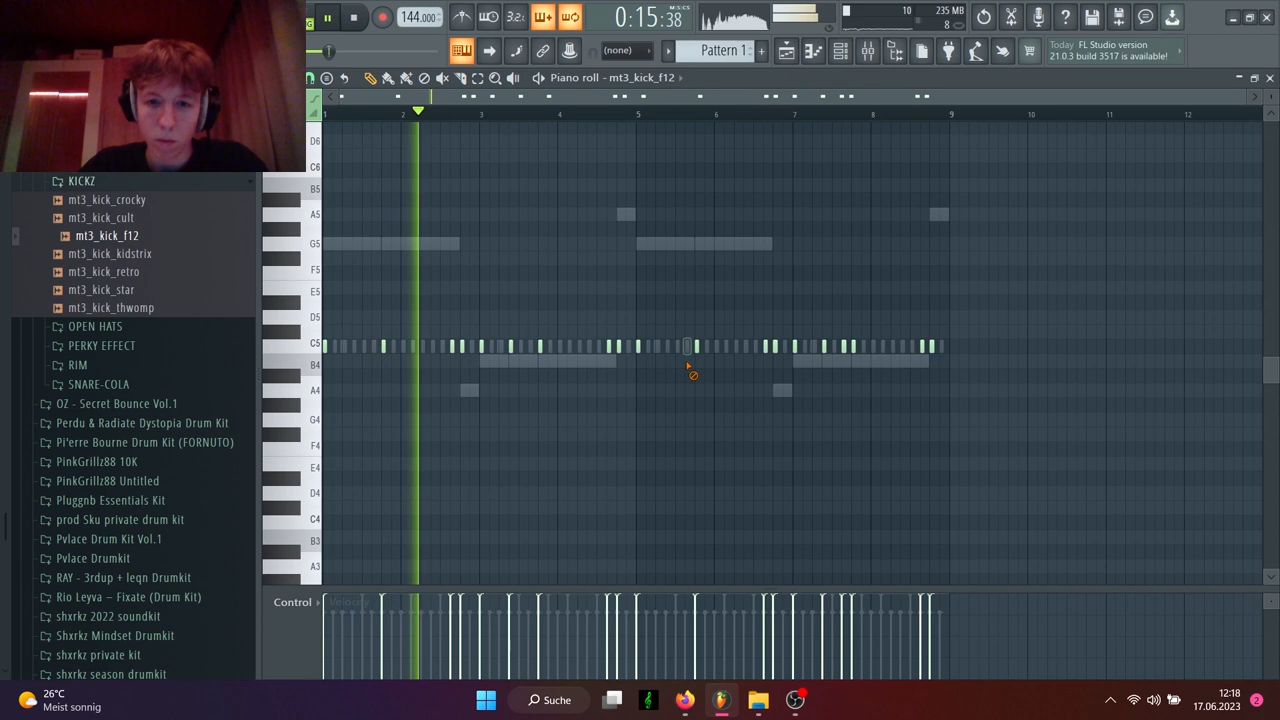 144.000
3.2
0:15:38
M:S:CS
10
235 MB
8
(none)
Pattern 1
Today FL Studio version
21.0.3 build 3517 is available!
Piano roll - mt3_kick_f12
1 2 3 4 5 6 7 8 9 10 11 12
KICKZ
mt3_kick_crocky
mt3_kick_cult
mt3_kick_f12
mt3_kick_kidstrix
mt3_kick_retro
mt3_kick_star
mt3_kick_thwomp
OPEN HATS
PERKY EFFECT
RIM
SNARE-COLA
OZ - Secret Bounce Vol.1
Perdu & Radiate Dystopia Drum Kit
Pi'erre Bourne Drum Kit (FORNUTO)
PinkGrillz88 10K
PinkGrillz88 Untitled
Pluggnb Essentials Kit
prod Sku private drum kit
Pvlace Drum Kit Vol.1
Pvlace Drumkit
RAY - 3rdup + leqn Drumkit
Rio Leyva – Fixate (Drum Kit)
shxrkz 2022 soundkit
Shxrkz Mindset Drumkit
shxrkz private kit
shxrkz season drumkit
D6
C6
B5
A5
G5
F5
E5
D5
C5
B4
A4
G4
F4
E4
D4
C4
B3
A3
Control
Velocity
26°C
Meist sonnig
Suche
12:18
17.06.2023
2